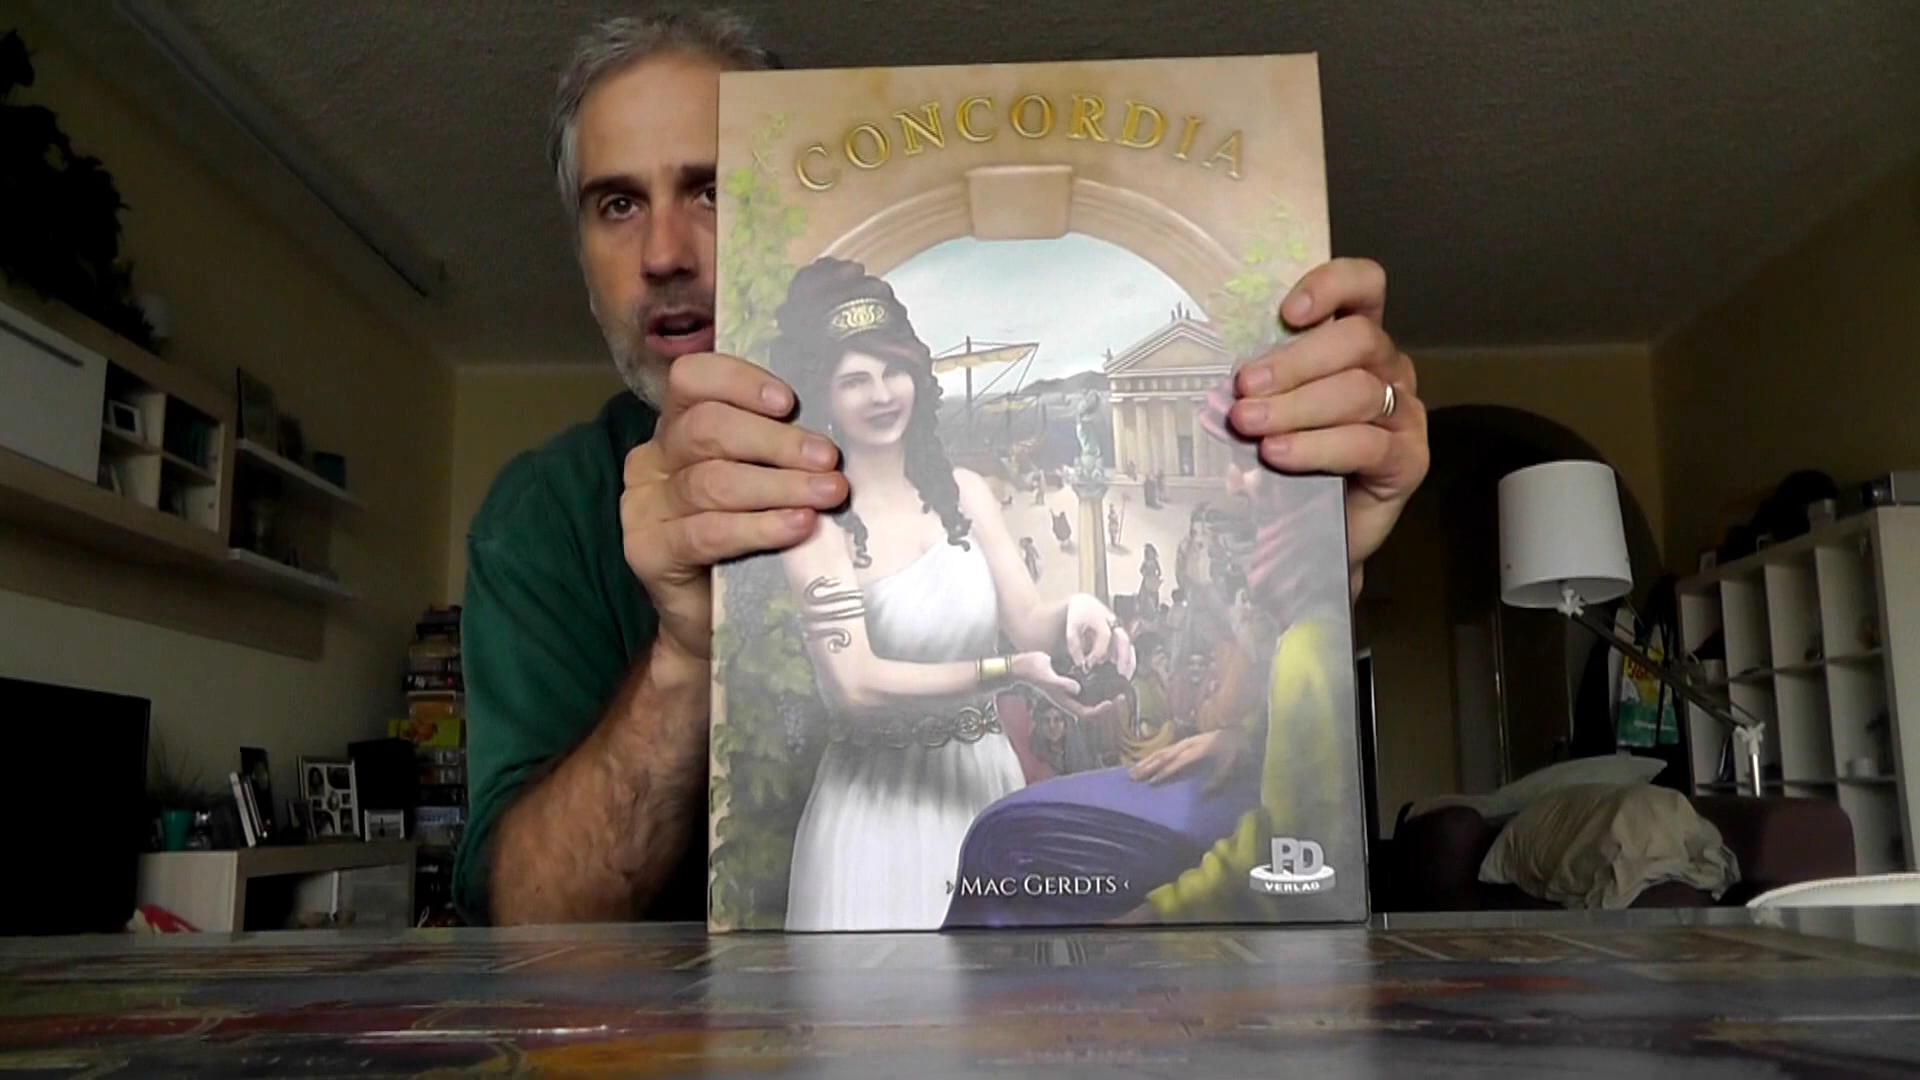 CONCORDIA
› MAC GERDTS ‹
PD
VERLAG